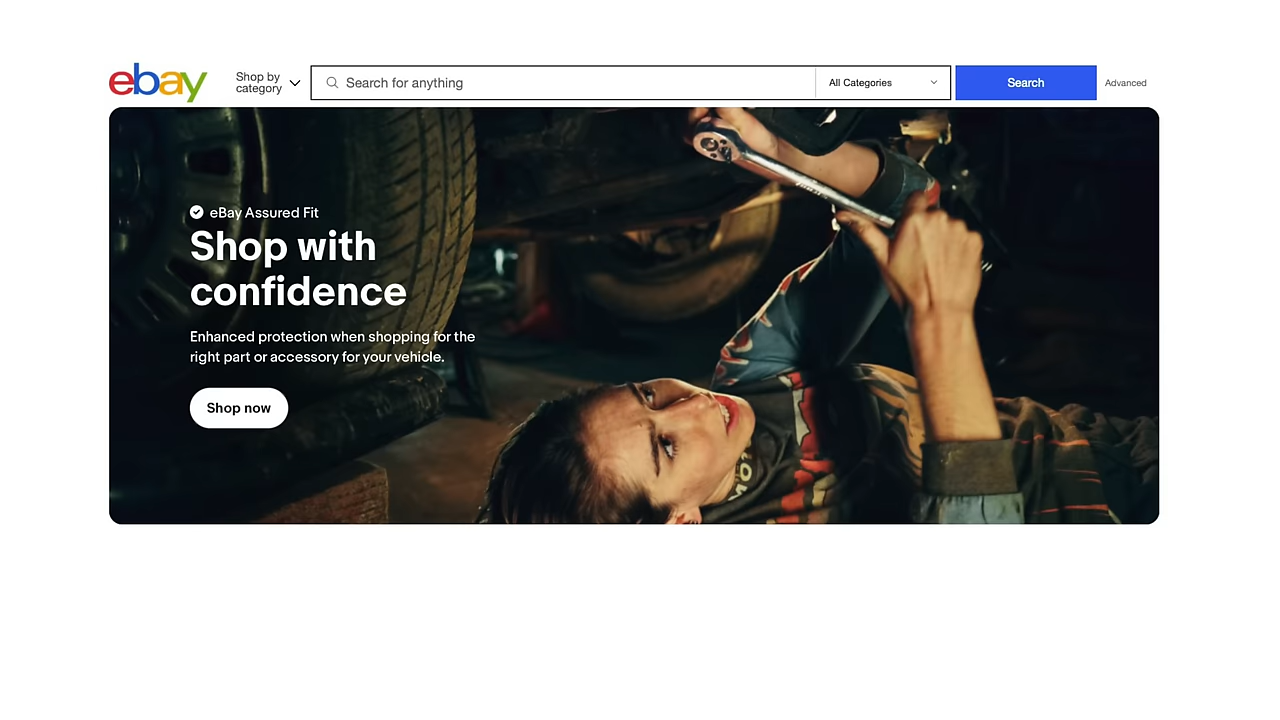 ebay
Shop by
category
Search for anything
All Categories
Search
Advanced
eBay Assured Fit
Shop with
confidence
Enhanced protection when shopping for the
right part or accessory for your vehicle.
Shop now
MO